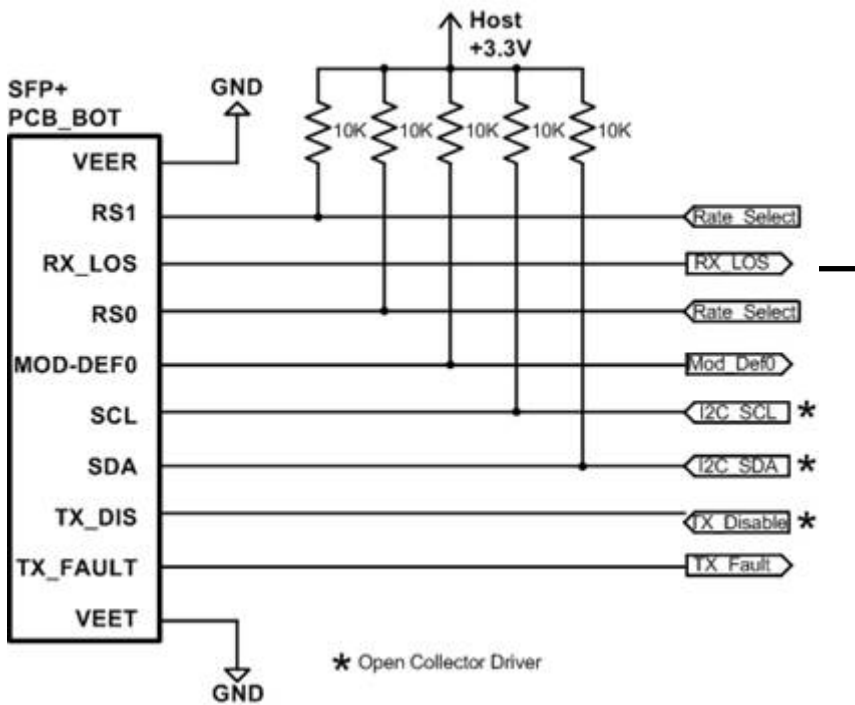 Host
+3.3V
SFP+
PCB_BOT
GND
10K 10K 10K 10K 10K
VEER
RS1 Rate_Select
RX_LOS RX_LOS
RS0 Rate_Select
MOD-DEF0 Mod_Def0
SCL I2C_SCL *
SDA I2C_SDA *
TX_DIS TX_Disable *
TX_FAULT TX_Fault
VEET
GND
* Open Collector Driver